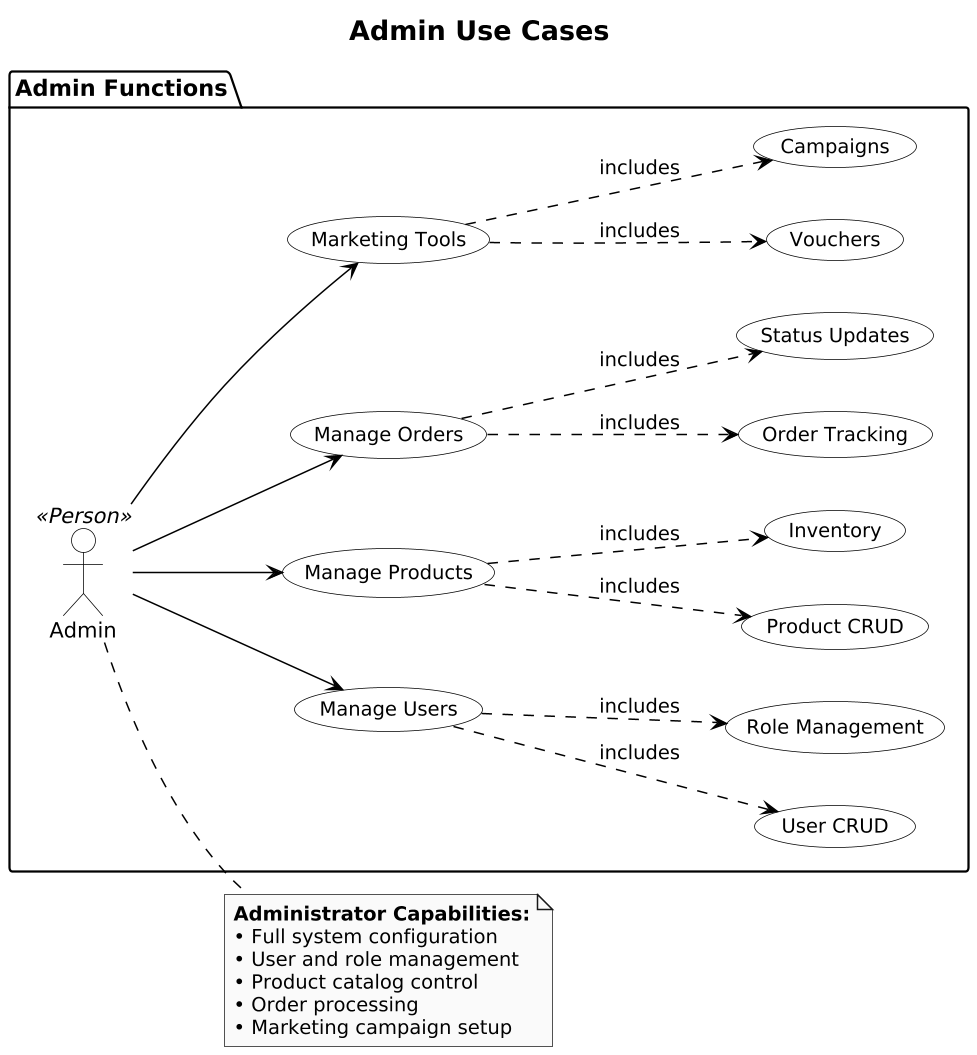 Admin Use Cases
Admin Functions
Campaigns
includes
Marketing Tools
includes
Vouchers
Status Updates
includes
Manage Orders
includes
Order Tracking
«Person»
Admin
includes
Inventory
Manage Products
includes
Product CRUD
Manage Users
includes
Role Management
includes
User CRUD
Administrator Capabilities:
• Full system configuration
• User and role management
• Product catalog control
• Order processing
• Marketing campaign setup